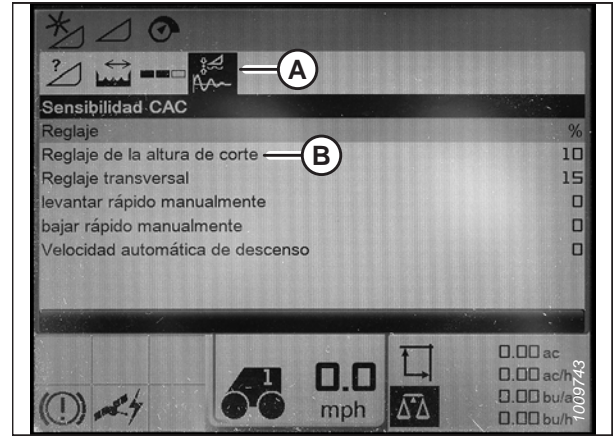 ?
A
Sensibilidad CAC
Reglaje %
Reglaje de la altura de corte B 10
Reglaje transversal 15
levantar rápido manualmente 0
bajar rápido manualmente 0
Velocidad automática de descenso 0
1
0.0
mph
0.00 ac
0.00 ac/h
0.00 bu/a
0.00 bu/h
1009743